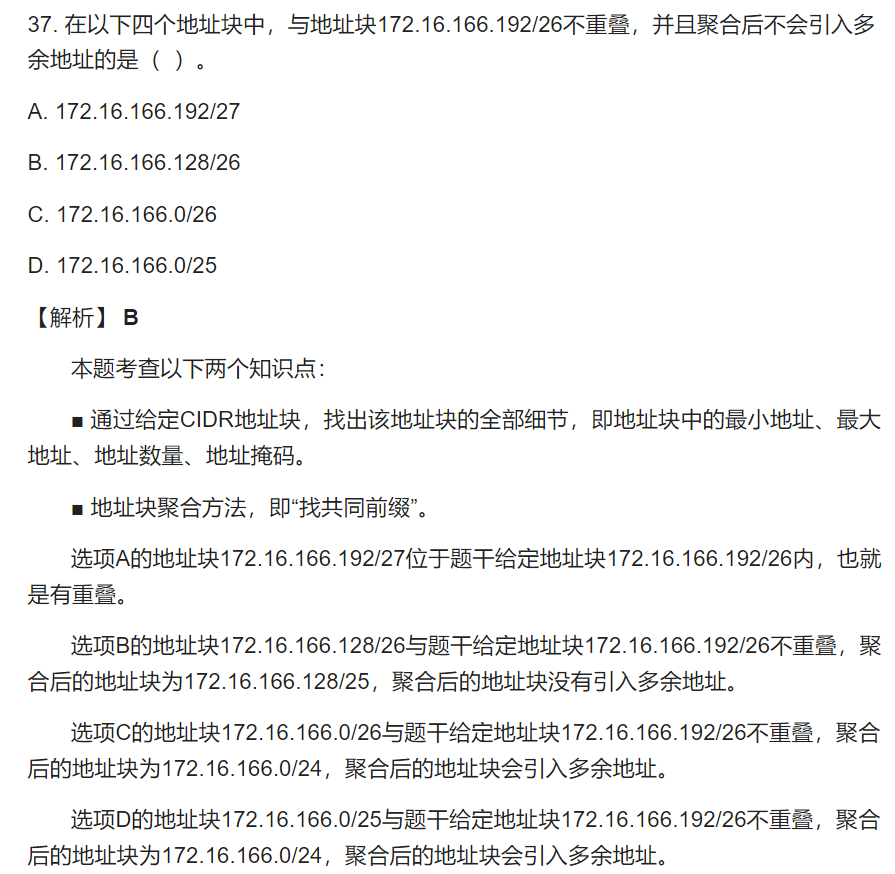 37. 在以下四个地址块中，与地址块172.16.166.192/26不重叠，并且聚合后不会引入多
余地址的是（ ）。
A. 172.16.166.192/27
B. 172.16.166.128/26
C. 172.16.166.0/26
D. 172.16.166.0/25
【解析】 B
本题考查以下两个知识点：
■ 通过给定CIDR地址块，找出该地址块的全部细节，即地址块中的最小地址、最大
地址、地址数量、地址掩码。
■ 地址块聚合方法，即“找共同前缀”。
选项A的地址块172.16.166.192/27位于题干给定地址块172.16.166.192/26内，也就
是有重叠。
选项B的地址块172.16.166.128/26与题干给定地址块172.16.166.192/26不重叠，聚
合后的地址块为172.16.166.128/25，聚合后的地址块没有引入多余地址。
选项C的地址块172.16.166.0/26与题干给定地址块172.16.166.192/26不重叠，聚合
后的地址块为172.16.166.0/24，聚合后的地址块会引入多余地址。
选项D的地址块172.16.166.0/25与题干给定地址块172.16.166.192/26不重叠，聚合
后的地址块为172.16.166.0/24，聚合后的地址块会引入多余地址。